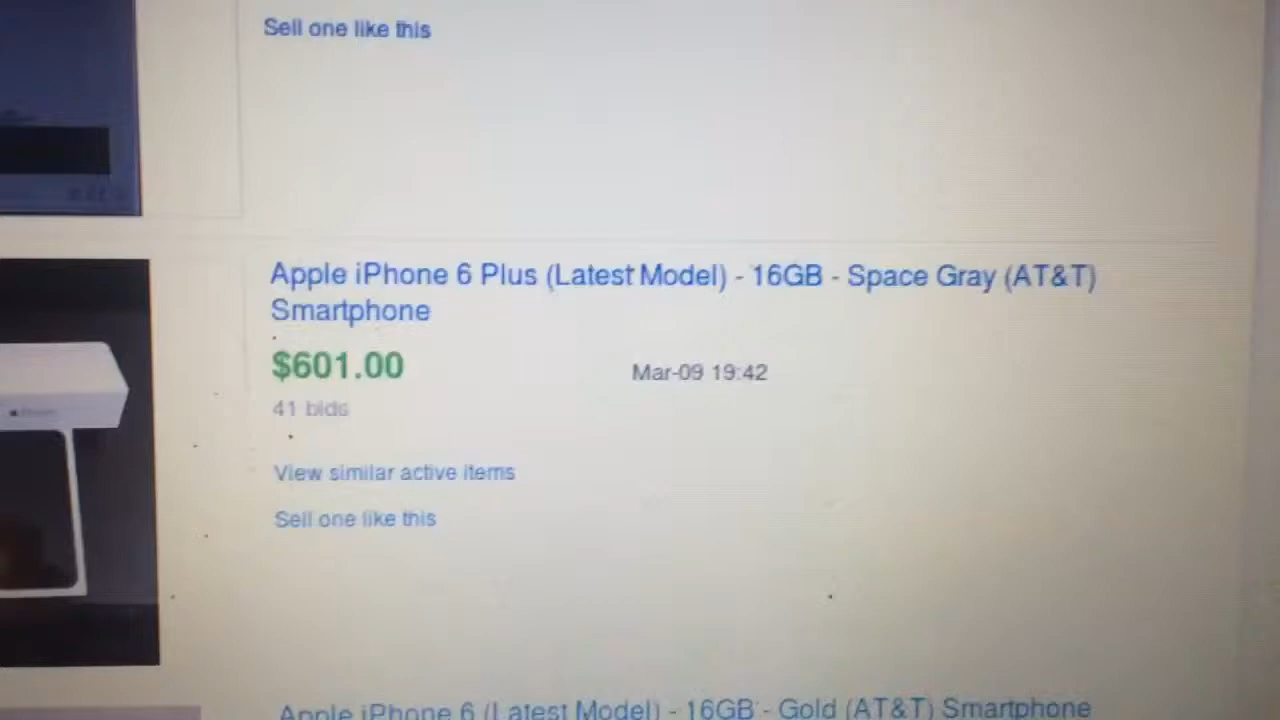 Sell one like this
Apple iPhone 6 Plus (Latest Model) - 16GB - Space Gray (AT&T)
Smartphone
$601.00
Mar-09 19:42
41 bids
View similar active items
Sell one like this
Apple iPhone 6 (Latest Model) - 16GB - Gold (AT&T) Smartphone